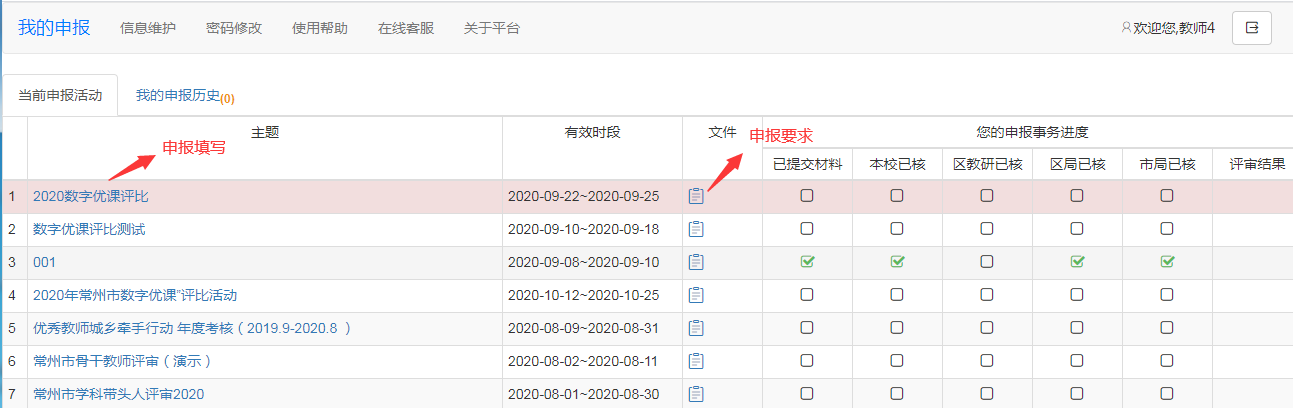 我的申报 信息维护 密码修改 使用帮助 在线客服 关于平台 欢迎您,教师4
当前申报活动 我的申报历史(0)
主题 有效时段 文件 您的申报事务进度
申报填写 申报要求
已提交材料 本校已核 区教研已核 区局已核 市局已核 评审结果
1 2020数字优课评比 2020-09-22~2020-09-25
2 数字优课评比测试 2020-09-10~2020-09-18
3 001 2020-09-08~2020-09-10
4 2020年常州市数字优课”评比活动 2020-10-12~2020-10-25
5 优秀教师城乡牵手行动 年度考核（2019.9-2020.8 ） 2020-08-09~2020-08-31
6 常州市骨干教师评审（演示） 2020-08-02~2020-08-11
7 常州市学科带头人评审2020 2020-08-01~2020-08-30